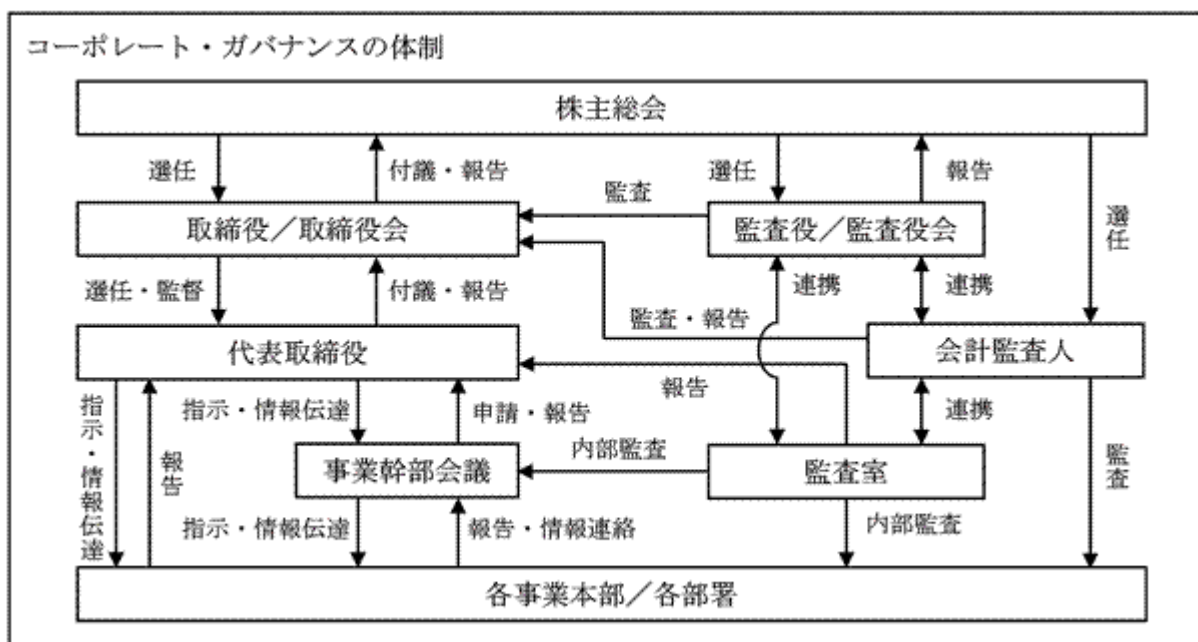 コーポレート・ガバナンスの体制
株主総会
選任
付議・報告
選任
報告
監査
選任
取締役／取締役会
監査役／監査役会
選任・監督
付議・報告
連携
連携
監査・報告
代表取締役
会計監査人
報告
指示・情報伝達
報告
指示・情報伝達
申請・報告
連携
内部監査
監査
事業幹部会議
監査室
指示・情報伝達
報告・情報連絡
内部監査
各事業本部／各部署